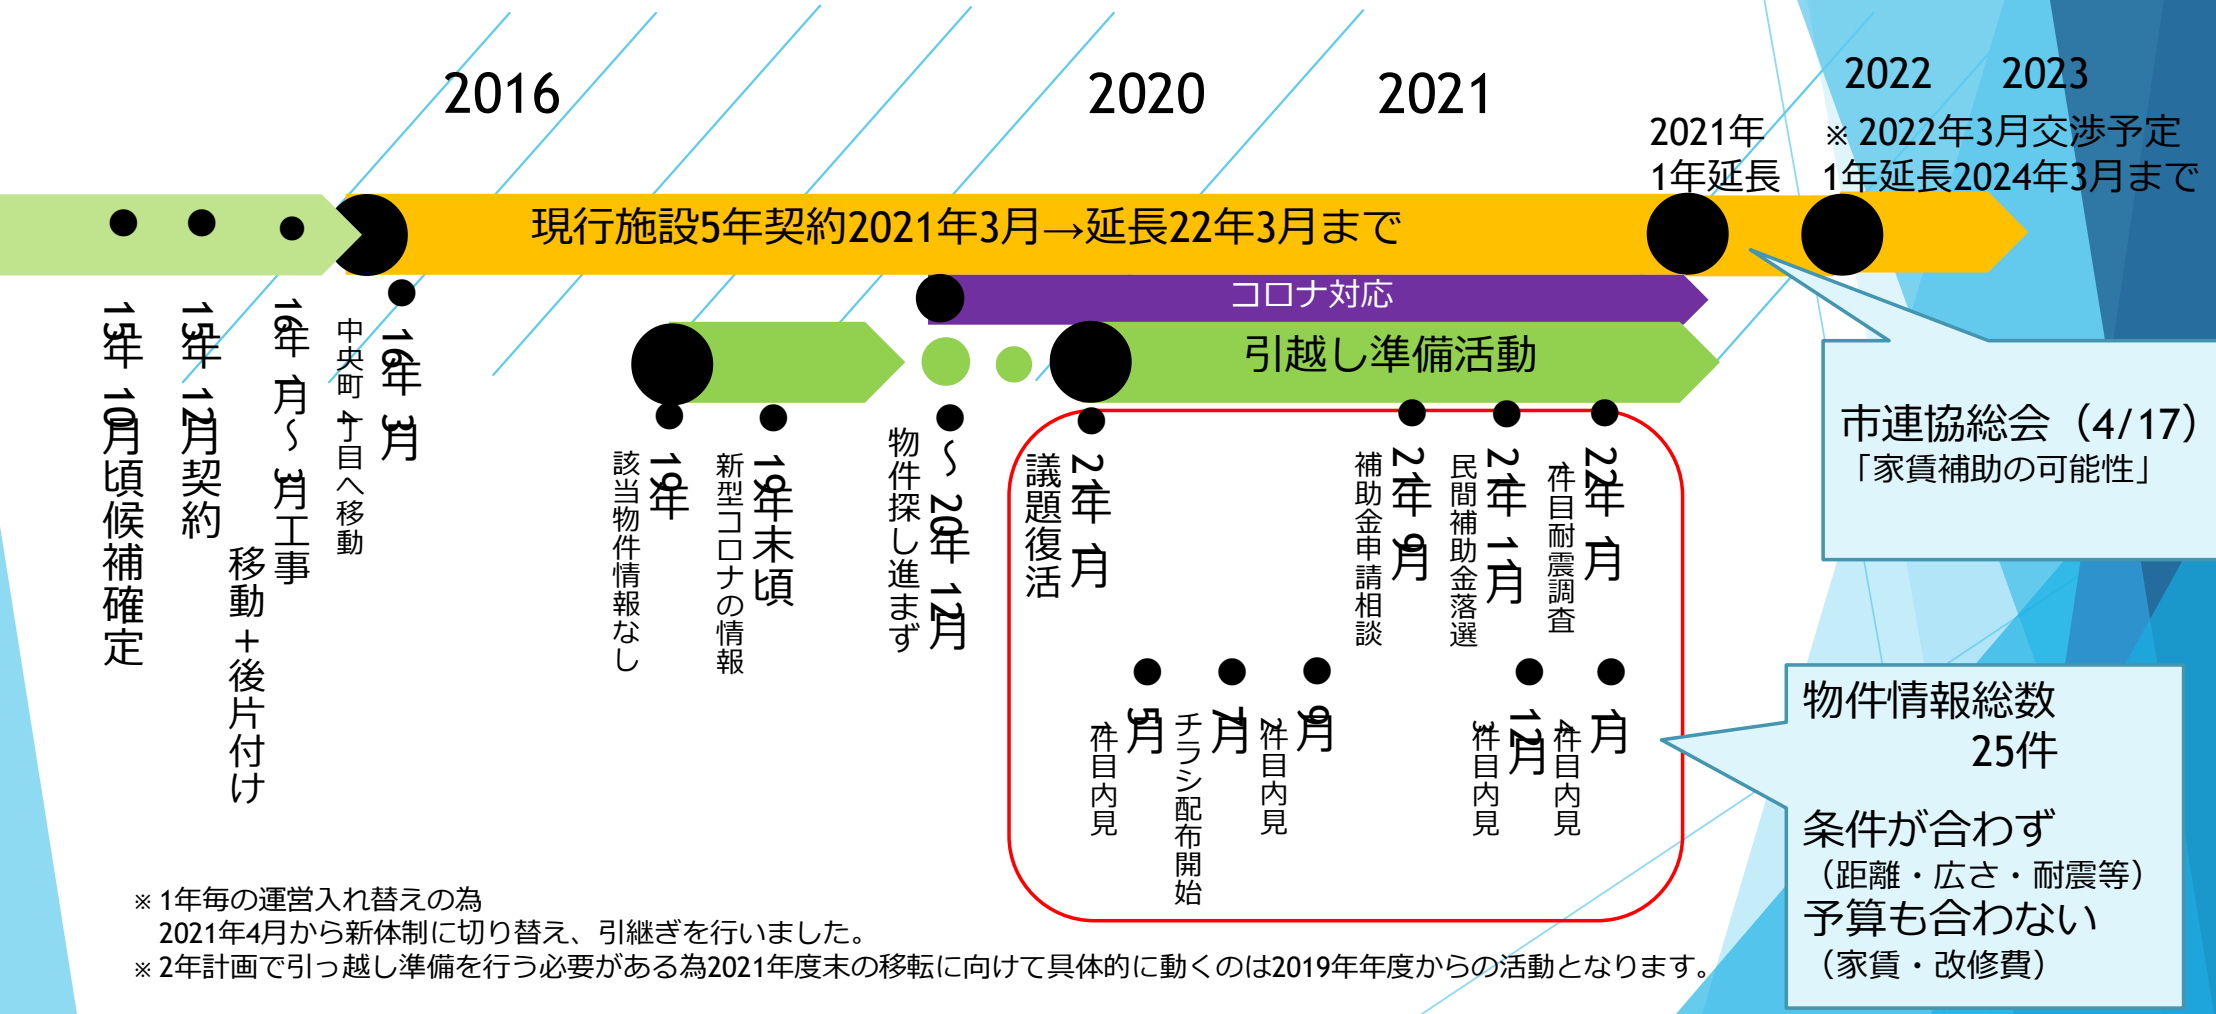 2016
2020
2021
2022
2023
2021年
1年延長
※ 2022年3月交渉予定
1年延長2024年3月まで
現行施設5年契約2021年3月→延長22年3月まで
コロナ対応
引越し準備活動
15年10月頃候補確定
15年12月契約
16年1月～3月工事
移動＋後片付け
16年3月
中央町4丁目へ移動
19年
該当物件情報なし
19年末頃
新型コロナの情報
～20年12月
物件探し進まず
21年1月
議題復活
21年9月
補助金申請相談
21年11月
民間補助金落選
22年1月
件目耐震調査
5月
1件目内見
7月
チラシ配布開始
9月
2件目内見
12月
3件目内見
1月
4件目内見
市連協総会（4/17）
「家賃補助の可能性」
物件情報総数
25件
条件が合わず
（距離・広さ・耐震等）
予算も合わない
（家賃・改修費）
※ 1年毎の運営入れ替えの為
2021年4月から新体制に切り替え、引継ぎを行いました。
※ 2年計画で引っ越し準備を行う必要がある為2021年度末の移転に向けて具体的に動くのは2019年年度からの活動となります。